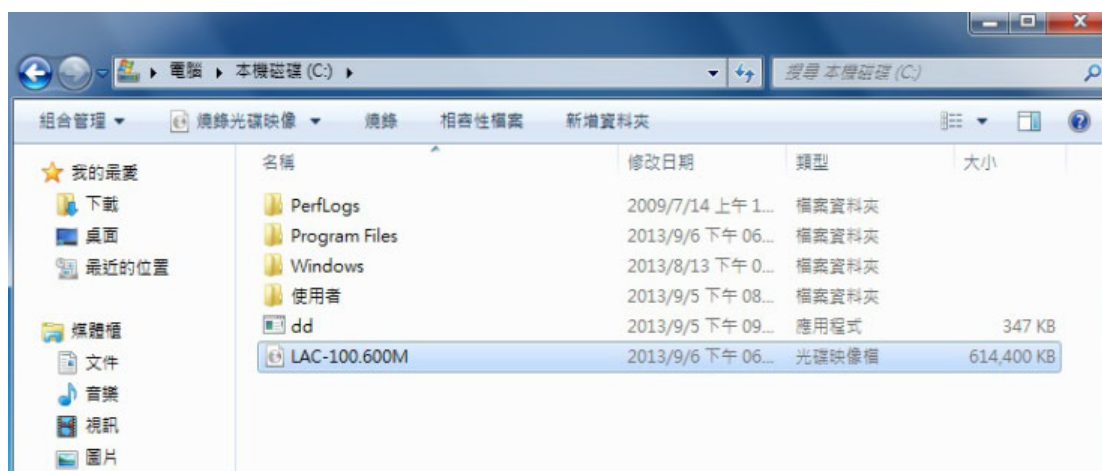 電腦 ▸ 本機磁碟 (C:) ▸ 搜尋 本機磁碟 (C:)
組合管理 ▼ 燒錄光碟映像 ▼ 燒錄 相容性檔案 新增資料夾
名稱 修改日期 類型 大小
我的最愛
下載
桌面
最近的位置
媒體櫃
文件
音樂
視訊
圖片
PerfLogs 2009/7/14 上午 1... 檔案資料夾
Program Files 2013/9/6 下午 06... 檔案資料夾
Windows 2013/8/13 下午 0... 檔案資料夾
使用者 2013/9/5 下午 08... 檔案資料夾
dd 2013/9/5 下午 09... 應用程式 347 KB
LAC-100.600M 2013/9/6 下午 06... 光碟映像檔 614,400 KB